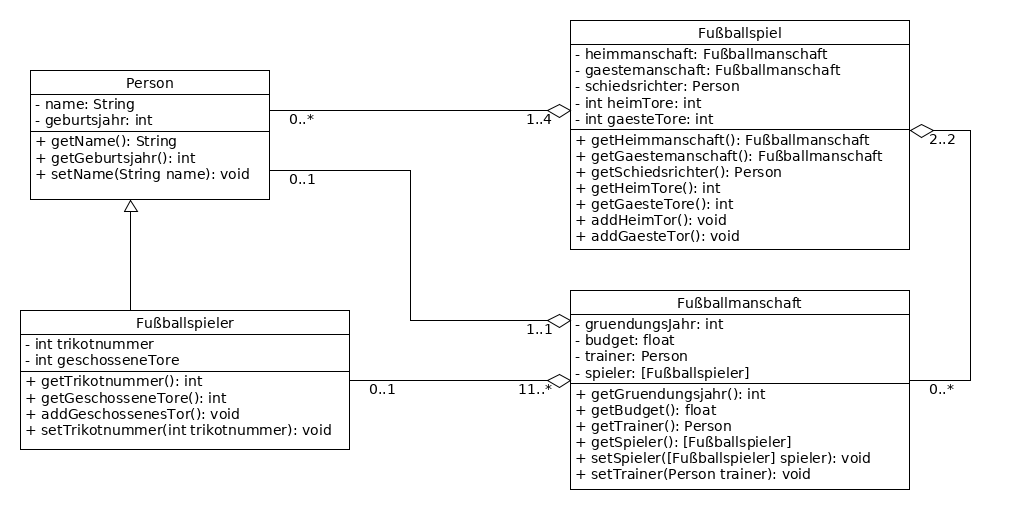 Person
- name: String
- geburtsjahr: int
+ getName(): String
+ getGeburtsjahr(): int
+ setName(String name): void
0..*
1..4
0..1
1..1
Fußballspiel
- heimmanschaft: Fußballmanschaft
- gaestemanschaft: Fußballmanschaft
- schiedsrichter: Person
- int heimTore: int
- int gaesteTore: int
+ getHeimmanschaft(): Fußballmanschaft
+ getGaestemanschaft(): Fußballmanschaft
+ getSchiedsrichter(): Person
+ getHeimTore(): int
+ getGaesteTore(): int
+ addHeimTor(): void
+ addGaesteTor(): void
2..2
Fußballspieler
- int trikotnummer
- int geschosseneTore
+ getTrikotnummer(): int
+ getGeschosseneTore(): int
+ addGeschossenesTor(): void
+ setTrikotnummer(int trikotnummer): void
0..1
11..*
Fußballmanschaft
- gruendungsJahr: int
- budget: float
- trainer: Person
- spieler: [Fußballspieler]
+ getGruendungsjahr(): int
+ getBudget(): float
+ getTrainer(): Person
+ getSpieler(): [Fußballspieler]
+ setSpieler([Fußballspieler] spieler): void
+ setTrainer(Person trainer): void
0..*